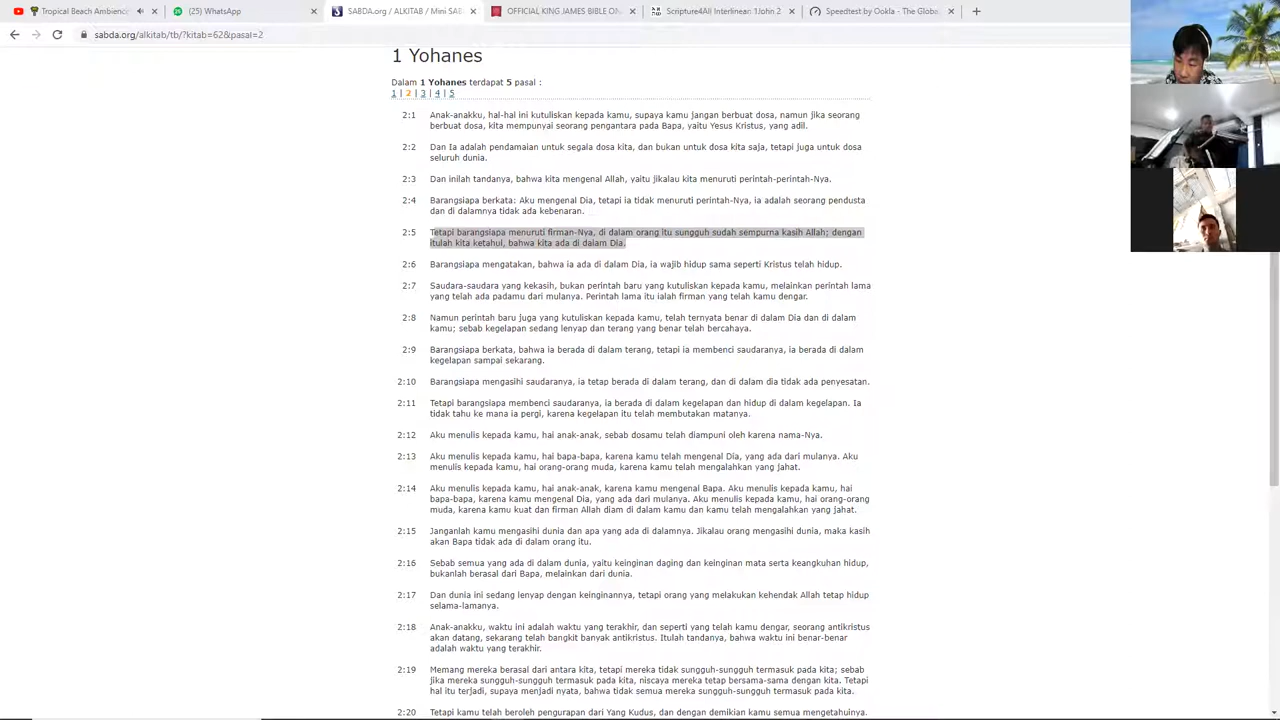 Tropical Beach Ambience
(25) WhatsApp
SABDA.org / ALKITAB / Mini SAB
OFFICIAL KING JAMES BIBLE ON
Scripture4All Interlinear 1John 2
Speedtest by Ookla - The Globa
sabda.org/alkitab/tb/?kitab=62&pasal=2
1 Yohanes
Dalam 1 Yohanes terdapat 5 pasal :
1 | 2 | 3 | 4 | 5
2:1 Anak-anakku, hal-hal ini kutuliskan kepada kamu, supaya kamu jangan berbuat dosa, namun jika seorang
berbuat dosa, kita mempunyai seorang pengantara pada Bapa, yaitu Yesus Kristus, yang adil.
2:2 Dan Ia adalah pendamaian untuk segala dosa kita, dan bukan untuk dosa kita saja, tetapi juga untuk dosa
seluruh dunia.
2:3 Dan inilah tandanya, bahwa kita mengenal Allah, yaitu jikalau kita menuruti perintah-perintah-Nya.
2:4 Barangsiapa berkata: Aku mengenal Dia, tetapi ia tidak menuruti perintah-Nya, ia adalah seorang pendusta
dan di dalamnya tidak ada kebenaran.
2:5 Tetapi barangsiapa menuruti firman-Nya, di dalam orang itu sungguh sudah sempurna kasih Allah; dengan
itulah kita ketahui, bahwa kita ada di dalam Dia.
2:6 Barangsiapa mengatakan, bahwa ia ada di dalam Dia, ia wajib hidup sama seperti Kristus telah hidup.
2:7 Saudara-saudara yang kekasih, bukan perintah baru yang kutuliskan kepada kamu, melainkan perintah lama
yang telah ada padamu dari mulanya. Perintah lama itu ialah firman yang telah kamu dengar.
2:8 Namun perintah baru juga yang kutuliskan kepada kamu, telah ternyata benar di dalam Dia dan di dalam
kamu; sebab kegelapan sedang lenyap dan terang yang benar telah bercahaya.
2:9 Barangsiapa berkata, bahwa ia berada di dalam terang, tetapi ia membenci saudaranya, ia berada di dalam
kegelapan sampai sekarang.
2:10 Barangsiapa mengasihi saudaranya, ia tetap berada di dalam terang, dan di dalam dia tidak ada penyesatan.
2:11 Tetapi barangsiapa membenci saudaranya, ia berada di dalam kegelapan dan hidup di dalam kegelapan. Ia
tidak tahu ke mana ia pergi, karena kegelapan itu telah membutakan matanya.
2:12 Aku menulis kepada kamu, hai anak-anak, sebab dosamu telah diampuni oleh karena nama-Nya.
2:13 Aku menulis kepada kamu, hai bapa-bapa, karena kamu telah mengenal Dia, yang ada dari mulanya. Aku
menulis kepada kamu, hai orang-orang muda, karena kamu telah mengalahkan yang jahat.
2:14 Aku menulis kepada kamu, hai anak-anak, karena kamu mengenal Bapa. Aku menulis kepada kamu, hai
bapa-bapa, karena kamu mengenal Dia, yang ada dari mulanya. Aku menulis kepada kamu, hai orang-orang
muda, karena kamu kuat dan firman Allah diam di dalam kamu dan kamu telah mengalahkan yang jahat.
2:15 Janganlah kamu mengasihi dunia dan apa yang ada di dalamnya. Jikalau orang mengasihi dunia, maka kasih
akan Bapa tidak ada di dalam orang itu.
2:16 Sebab semua yang ada di dalam dunia, yaitu keinginan daging dan keinginan mata serta keangkuhan hidup,
bukanlah berasal dari Bapa, melainkan dari dunia.
2:17 Dan dunia ini sedang lenyap dengan keinginannya, tetapi orang yang melakukan kehendak Allah tetap hidup
selama-lamanya.
2:18 Anak-anakku, waktu ini adalah waktu yang terakhir, dan seperti yang telah kamu dengar, seorang antikristus
akan datang, sekarang telah bangkit banyak antikristus. Itulah tandanya, bahwa waktu ini benar-benar
adalah waktu yang terakhir.
2:19 Memang mereka berasal dari antara kita, tetapi mereka tidak sungguh-sungguh termasuk pada kita; sebab
jika mereka sungguh-sungguh termasuk pada kita, niscaya mereka tetap bersama-sama dengan kita. Tetapi
hal itu terjadi, supaya menjadi nyata, bahwa tidak semua mereka sungguh-sungguh termasuk pada kita.
2:20 Tetapi kamu telah beroleh pengurapan dari Yang Kudus, dan dengan demikian kamu semua mengetahuinya.